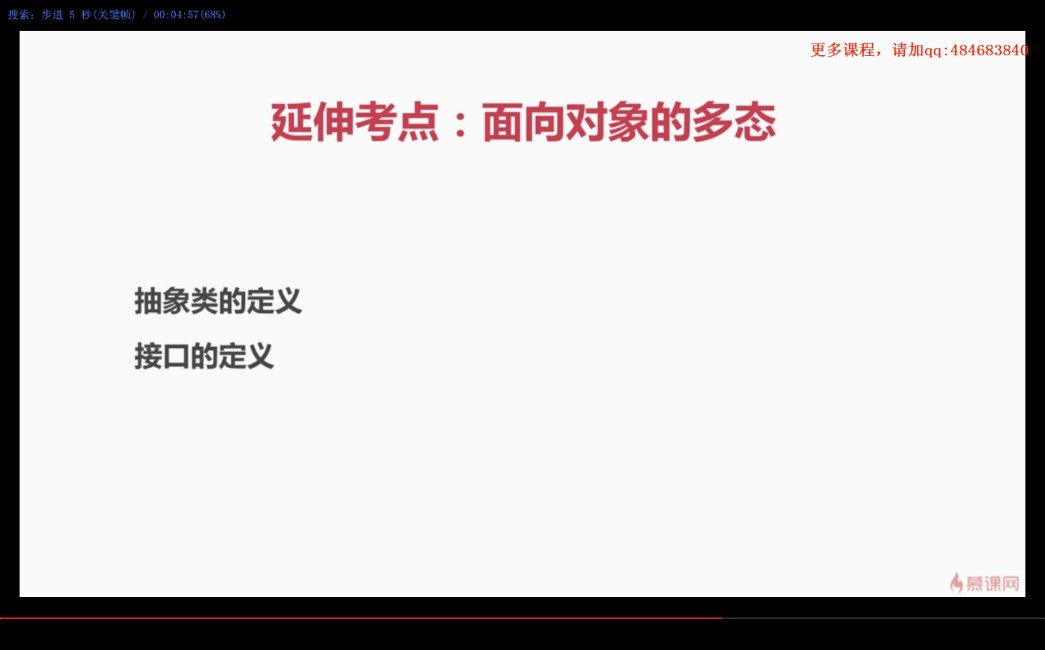 搜索: 步进 5 秒(关键帧) / 00:04:57(68%)
更多课程，请加qq:484683840
延伸考点：面向对象的多态
抽象类的定义
接口的定义
慕课网